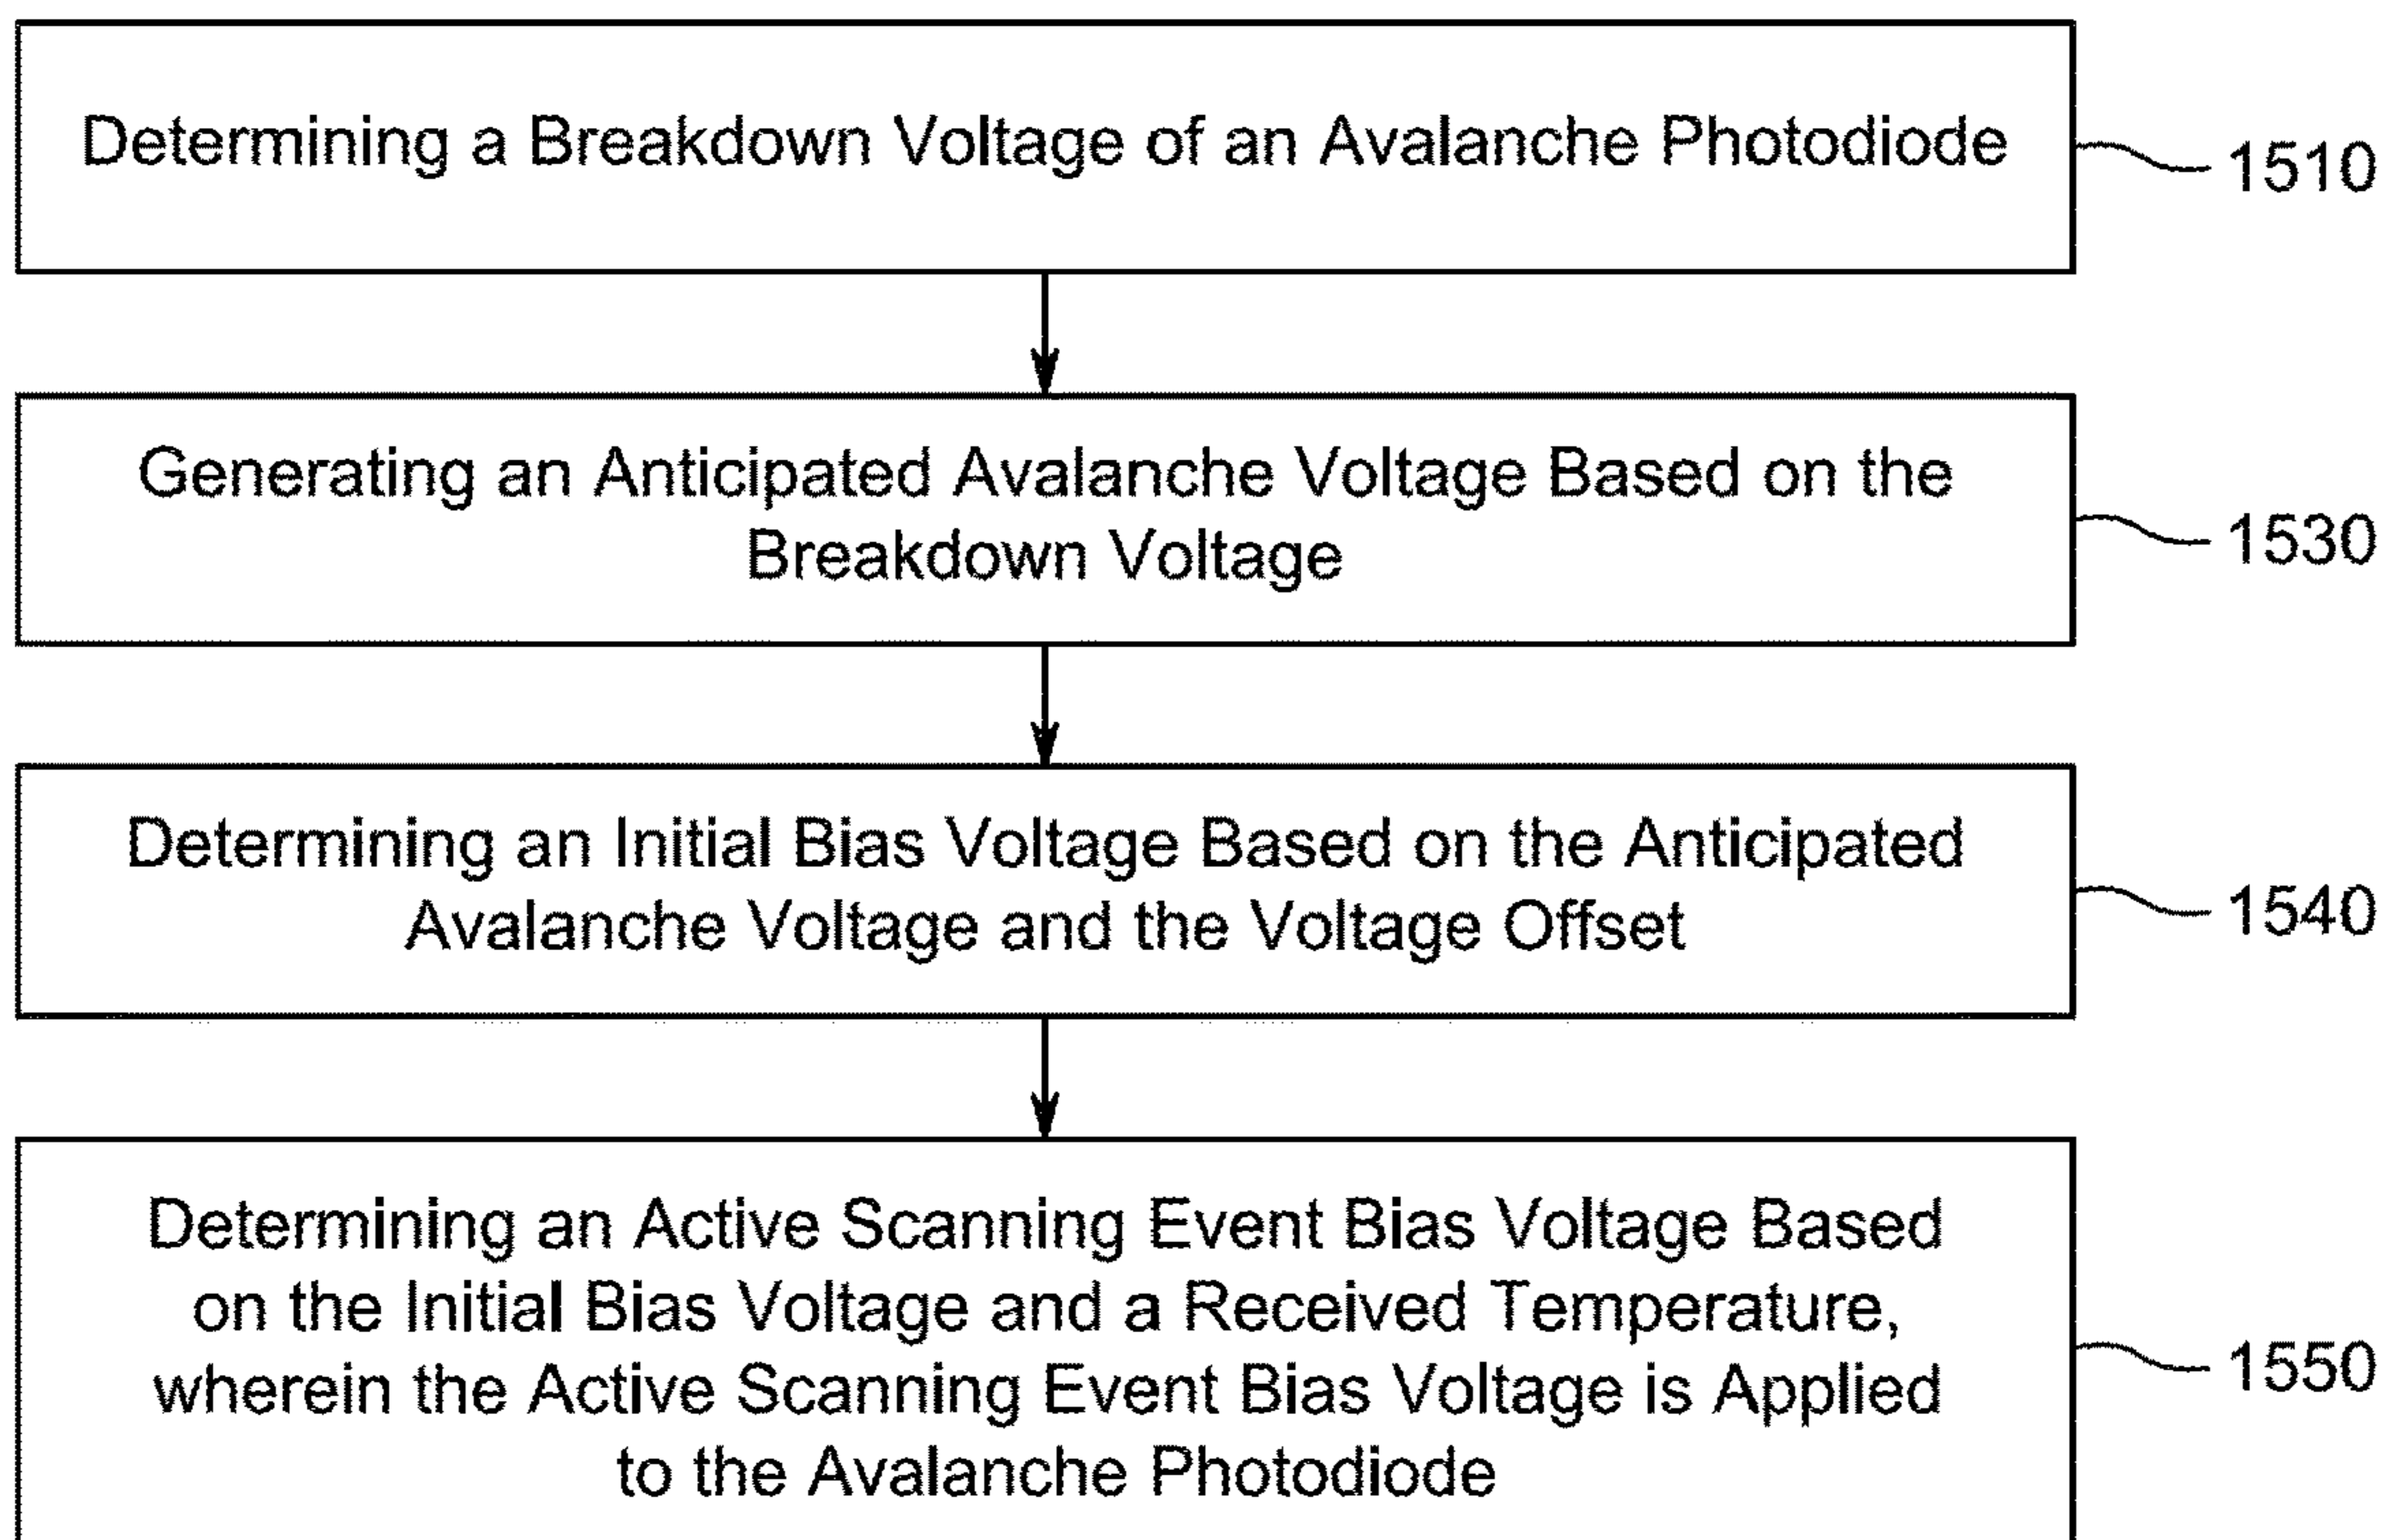 Determining a Breakdown Voltage of an Avalanche Photodiode
1510
Generating an Anticipated Avalanche Voltage Based on the
Breakdown Voltage
1530
Determining an Initial Bias Voltage Based on the Anticipated
Avalanche Voltage and the Voltage Offset
1540
Determining an Active Scanning Event Bias Voltage Based
on the Initial Bias Voltage and a Received Temperature,
wherein the Active Scanning Event Bias Voltage is Applied
to the Avalanche Photodiode
1550